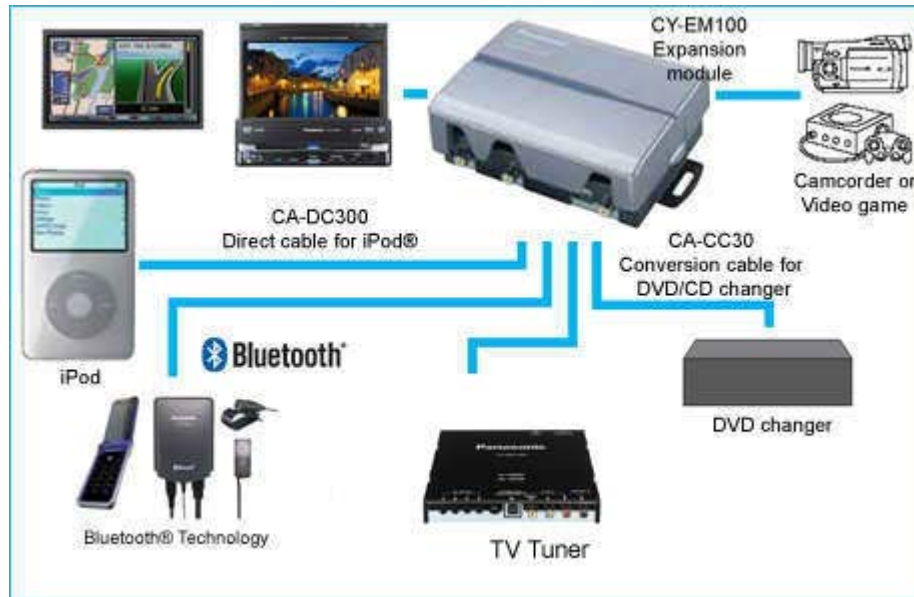 CY-EM100
Expansion
module
Camcorder or
Video game
CA-DC300
Direct cable for iPod®
CA-CC30
Conversion cable for
DVD/CD changer
iPod
Bluetooth®
DVD changer
Panasonic
Bluetooth® Technology
TV Tuner